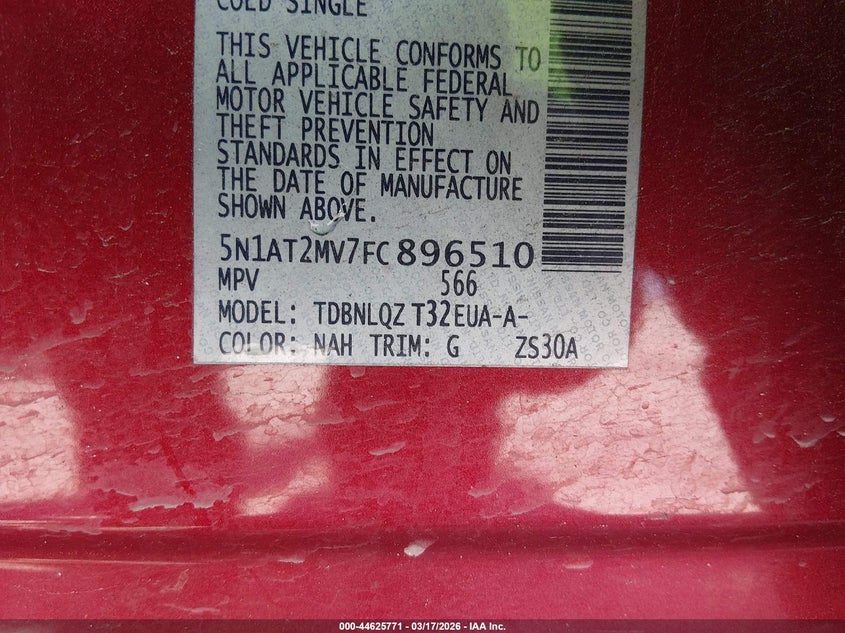 COLD SINGLE
THIS VEHICLE CONFORMS TO
ALL APPLICABLE FEDERAL
MOTOR VEHICLE SAFETY AND
THEFT PREVENTION
STANDARDS IN EFFECT ON
THE DATE OF MANUFACTURE
SHOWN ABOVE.
5N1AT2MV7FC896510
MPV 566
MODEL: TDBNLQZ T32EUA-A-
COLOR: NAH TRIM: G ZS30A
000-44625771 - 03/17/2026 - IAA Inc.